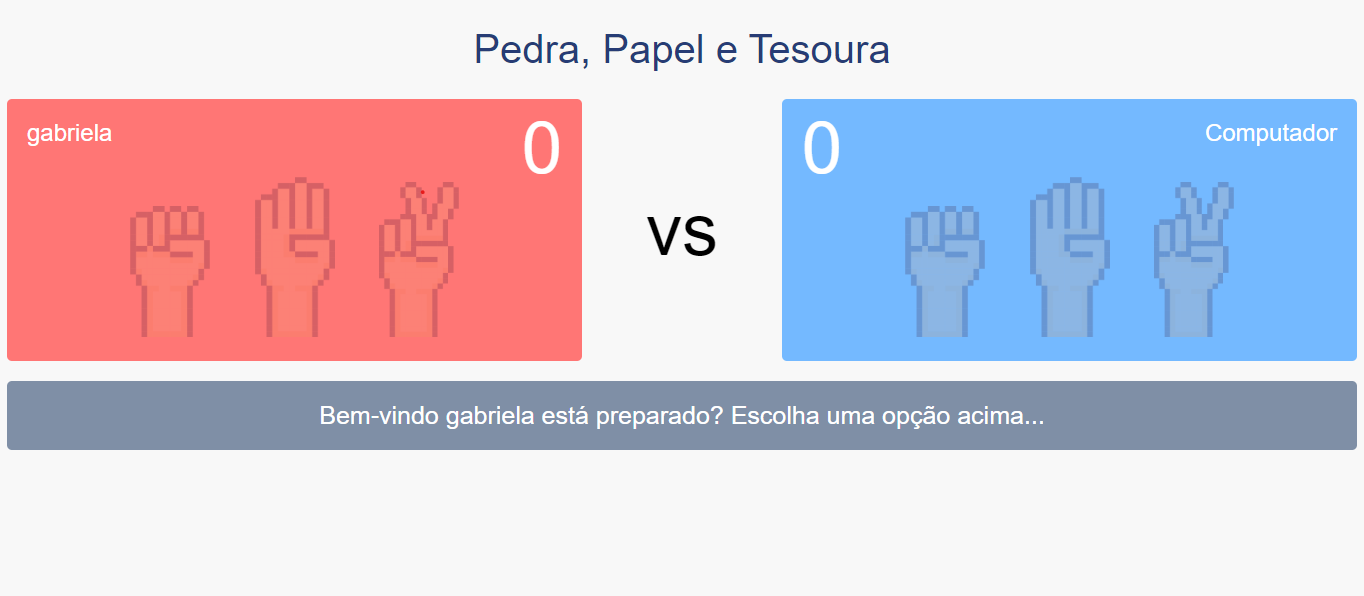 Pedra, Papel e Tesoura
gabriela
0
vs
0
Computador
Bem-vindo gabriela está preparado? Escolha uma opção acima...